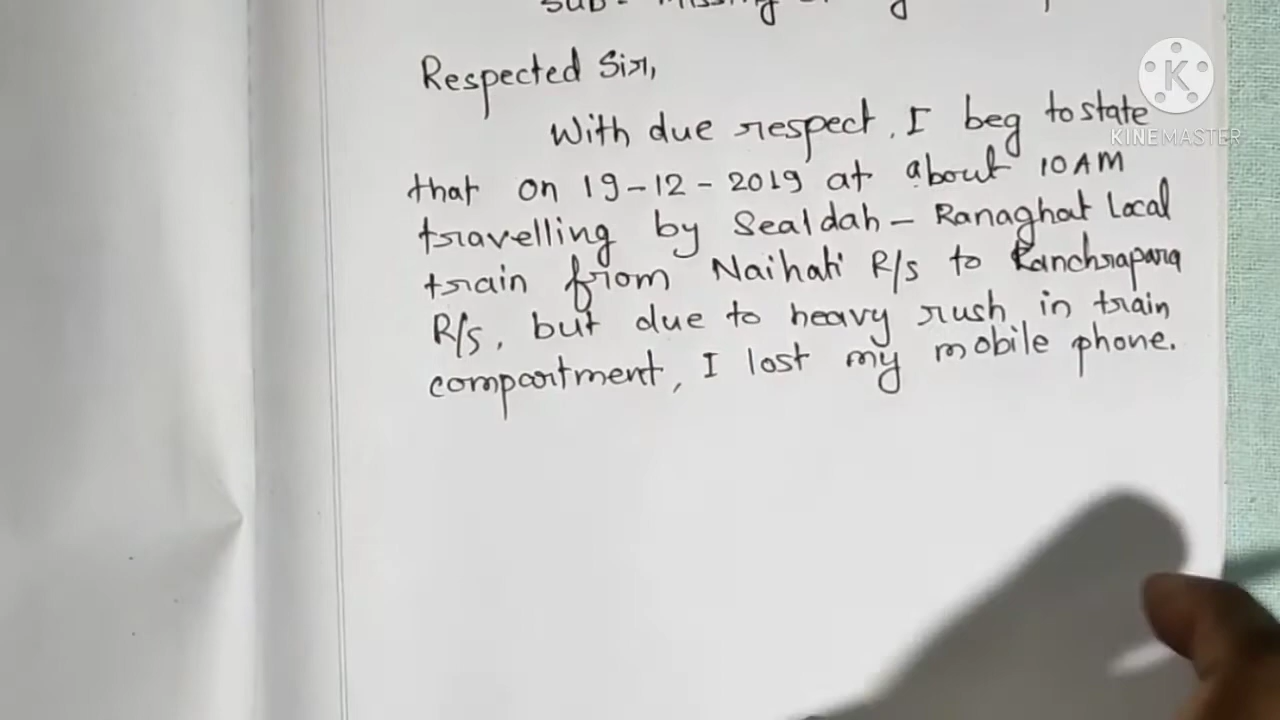 Sub- Missing
Respected Sir,
With due respect, I beg to state
that on 19-12-2019 at about 10AM
travelling by Sealdah - Ranaghat Local
train from Naihati R/s to Kanchrapara
R/s, but due to heavy rush in train
compartment, I lost my mobile phone.
K
KINEMASTER